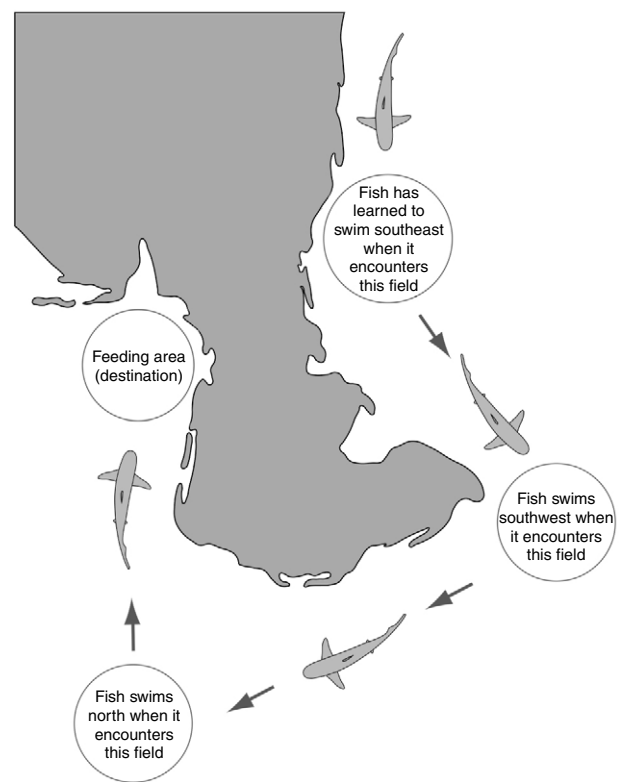 Fish has
learned to
swim southeast
when it
encounters
this field
Feeding area
(destination)
Fish swims
southwest when
it encounters
this field
Fish swims
north when it
encounters
this field